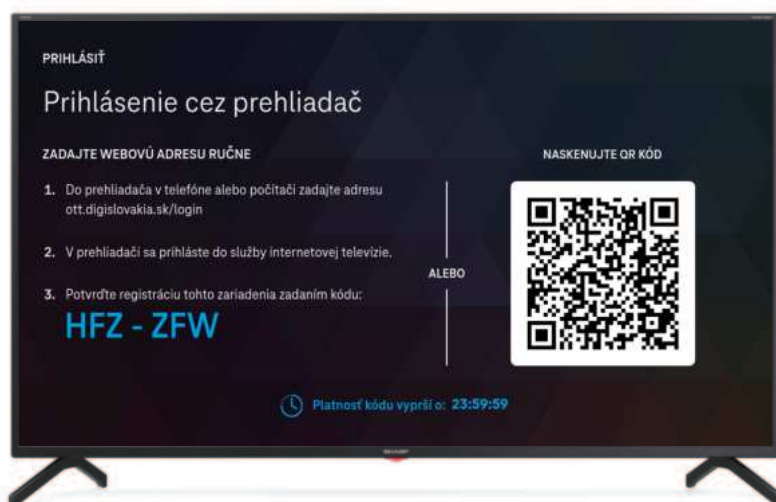 PRIHLÁSIŤ
Prihlásenie cez prehliadač
ZADAJTE WEBOVÚ ADRESU RUČNE
1. Do prehliadača v telefóne alebo počítači zadajte adresu
ott.digislovakia.sk/login
2. V prehliadači sa prihláste do služby internetovej televízie.
3. Potvrďte registráciu tohto zariadenia zadaním kódu:
HFZ - ZFW
ALEBO
NASKENUJTE QR KÓD
Platnosť kódu vyprší o: 23:59:59
SHARP